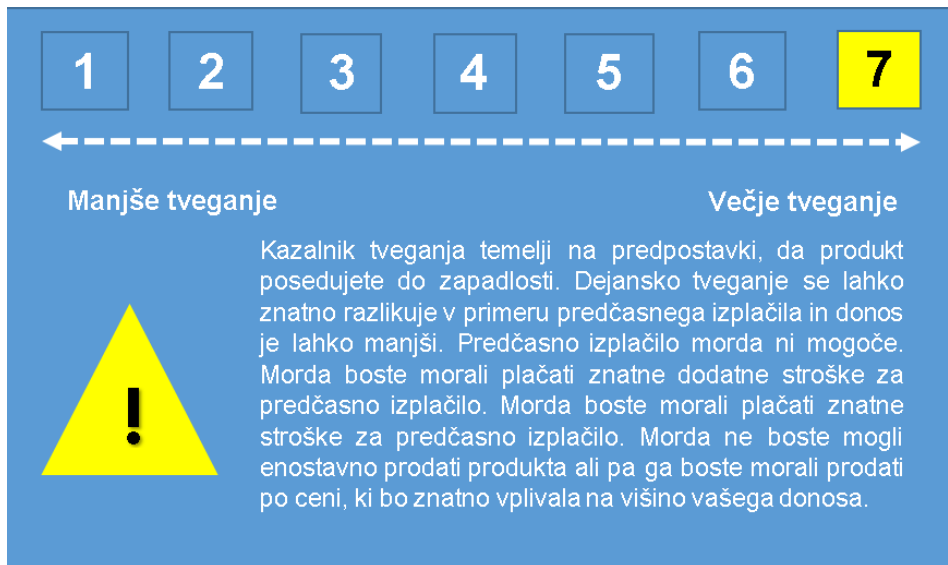 1 2 3 4 5 6 7
Manjše tveganje Večje tveganje
Kazalnik tveganja temelji na predpostavki, da produkt
posedujete do zapadlosti. Dejansko tveganje se lahko
znatno razlikuje v primeru predčasnega izplačila in donos
je lahko manjši. Predčasno izplačilo morda ni mogoče.
Morda boste morali plačati znatne dodatne stroške za
predčasno izplačilo. Morda boste morali plačati znatne
stroške za predčasno izplačilo. Morda ne boste mogli
enostavno prodati produkta ali pa ga boste morali prodati
po ceni, ki bo znatno vplivala na višino vašega donosa.
!